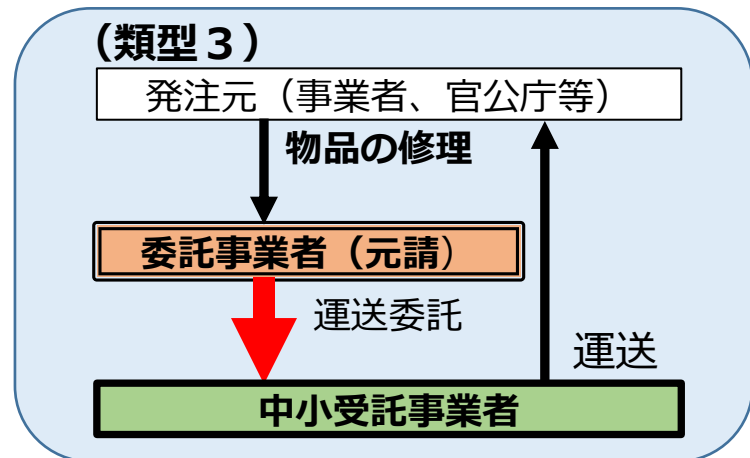 （類型３）
発注元（事業者、官公庁等）
物品の修理
委託事業者（元請）
運送委託
運送
中小受託事業者